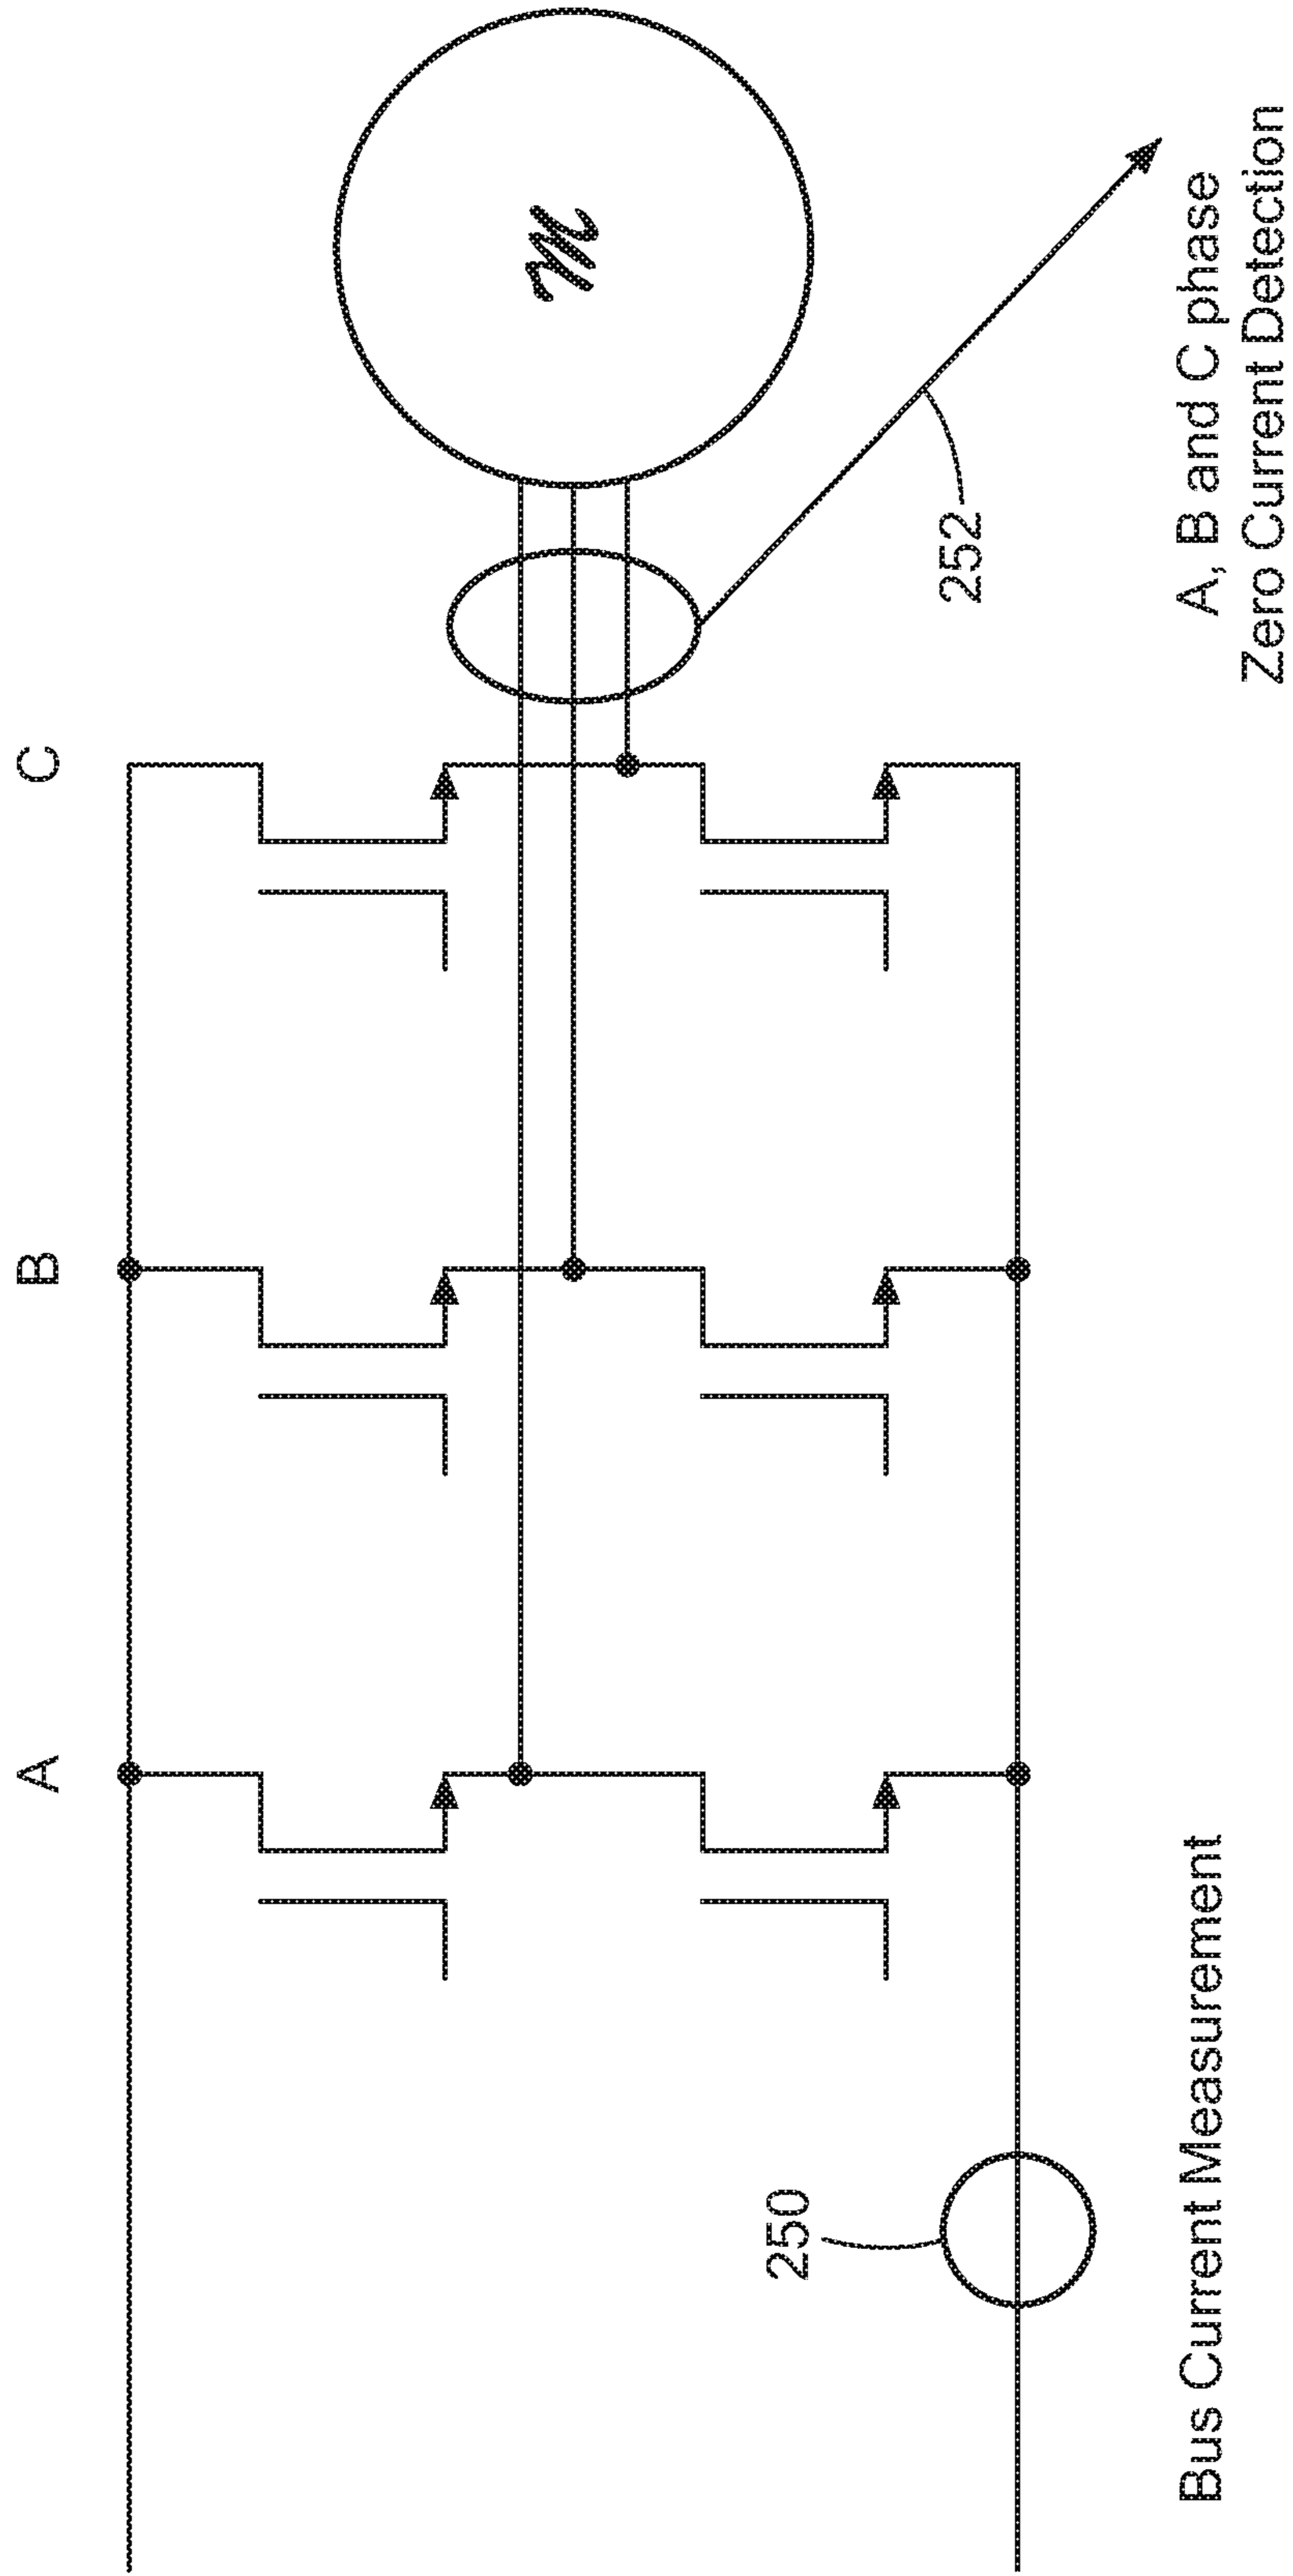 A
B
C
m
250
252
Bus Current Measurement
A, B and C phase
Zero Current Detection